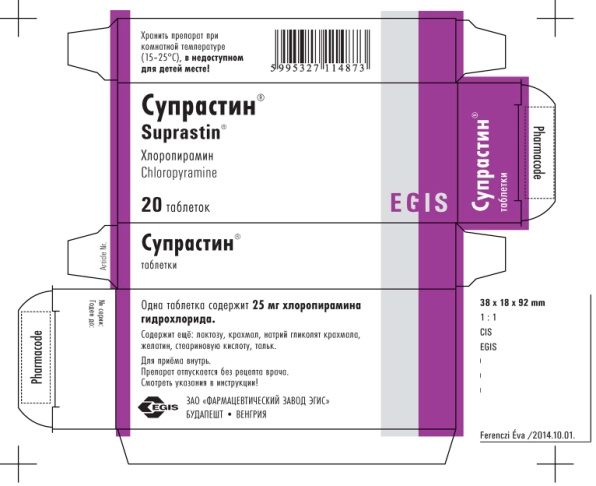 Хранить препарат при
комнатной температуре
(15–25°C), в недоступном
для детей месте!
5 995327 114873
Супрастин®
Suprastin®
Хлоропирамин
Chloropyramine
20 таблеток
EGIS
Супрастин®
таблетки
Pharmacode
Супрастин®
таблетки
Article Nr.
№ серии:
Годен до:
Pharmacode
Одна таблетка содержит 25 мг хлоропирамина
гидрохлорида.
Содержит ещё: лактозу, крахмал, натрий гликолят крахмала,
желатин, стеариновую кислоту, тальк.
Для приёма внутрь.
Препарат отпускается без рецепта врача.
Смотреть указания в инструкции!
EGIS
ЗАО «ФАРМАЦЕВТИЧЕСКИЙ ЗАВОД ЭГИС»
БУДАПЕШТ • ВЕНГРИЯ
38 x 18 x 92 mm
1 : 1
CIS
EGIS
Ferenczi Éva /2014.10.01.